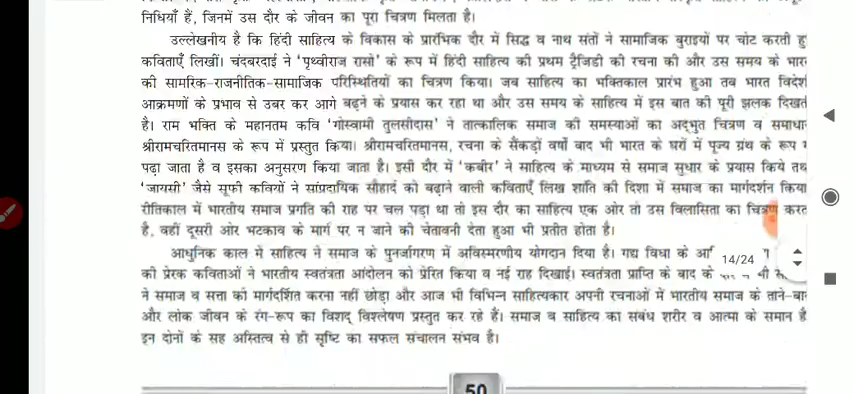 निधियाँ हैं, जिनमें उस दौर के जीवन का पूरा चित्रण मिलता है।
उल्लेखनीय है कि हिंदी साहित्य के विकास के प्रारंभिक दौर में सिद्ध व नाथ संतों ने सामाजिक बुराइयों पर चोट करती हु
कविताएँ लिखीं। चंदबरदाई ने 'पृथ्वीराज रासो' के रूप में हिंदी साहित्य की प्रथम ट्रैजिडी की रचना की और उस समय के भार
की सामरिक-राजनीतिक-सामाजिक परिस्थितियों का चित्रण किया। जब साहित्य का भक्तिकाल प्रारंभ हुआ तब भारत विदेश
आक्रमणों के प्रभाव से उबर कर आगे बढ़ने के प्रयास कर रहा था और उस समय के साहित्य में इस बात की पूरी झलक दिखत
है। राम भक्ति के महानतम कवि 'गोस्वामी तुलसीदास' ने तात्कालिक समाज की समस्याओं का अद्भुत चित्रण व समाधान
श्रीरामचरितमानस के रूप में प्रस्तुत किया। श्रीरामचरितमानस, रचना के सैंकड़ों वर्षों बाद भी भारत के घरों में पूज्य ग्रंथ के रूप
पढ़ा जाता है व इसका अनुसरण किया जाता है। इसी दौर में 'कबीर' ने साहित्य के माध्यम से समाज सुधार के प्रयास किये तथ
'जायसी' जैसे सूफी कवियों ने सांप्रदायिक सौहार्द को बढ़ाने वाली कविताएँ लिख शांति की दिशा में समाज का मार्गदर्शन किया
रीतिकाल में भारतीय समाज प्रगति की राह पर चल पड़ा था तो इस दौर का साहित्य एक ओर तो उस विलासिता का चित्रण करत
है, वहीं दूसरी ओर भटकाव के मार्ग पर न जाने की चेतावनी देता हुआ भी प्रतीत होता है।
आधुनिक काल में साहित्य ने समाज के पुनर्जागरण में अविस्मरणीय योगदान दिया है। गद्य विधा के
14/24
की प्रेरक कविताओं ने भारतीय स्वतंत्रता आंदोलन को प्रेरित किया व नई राह दिखाई। स्वतंत्रता प्राप्ति के बाद के
ने समाज व सत्ता को मार्गदर्शित करना नहीं छोड़ा और आज भी विभिन्न साहित्यकार अपनी रचनाओं में भारतीय समाज के ताने-बान
और लोक जीवन के रंग-रूप का विशद् विश्लेषण प्रस्तुत कर रहे हैं। समाज व साहित्य का संबंध शरीर व आत्मा के समान है
इन दोनों के सह अस्तित्व से ही सृष्टि का सफल संचालन संभव है।
50